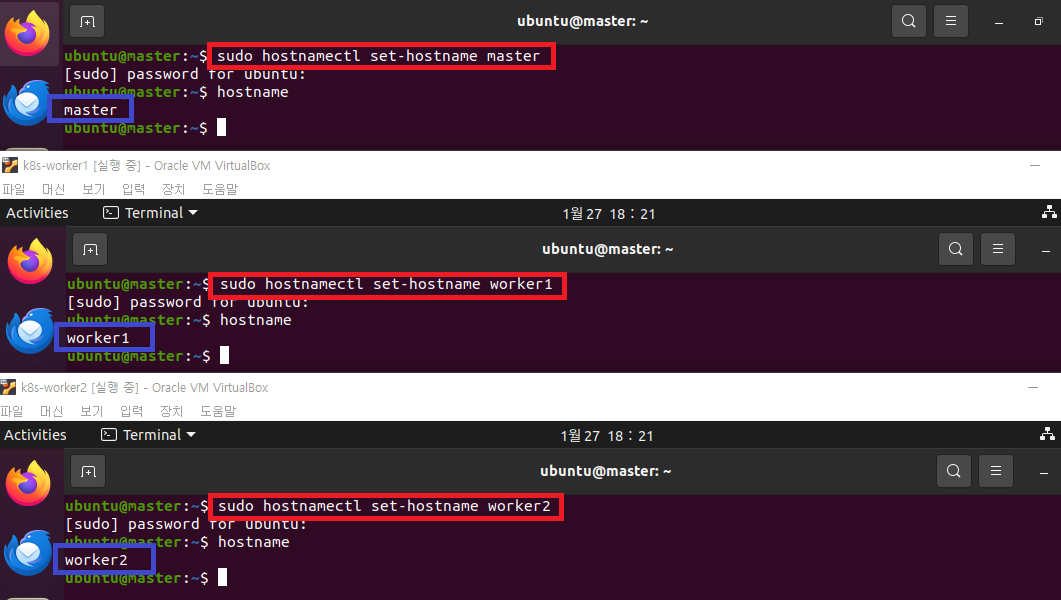 ubuntu@master: ~
ubuntu@master:~$ sudo hostnamectl set-hostname master
[sudo] password for ubuntu:
ubuntu@master:~$ hostname
master
ubuntu@master:~$
k8s-worker1 [실행 중] - Oracle VM VirtualBox
파일 머신 보기 입력 장치 도움말
Activities Terminal 1월 27 18 : 21
ubuntu@master: ~
ubuntu@master:~$ sudo hostnamectl set-hostname worker1
[sudo] password for ubuntu:
ubuntu@master:~$ hostname
worker1
ubuntu@master:~$
k8s-worker2 [실행 중] - Oracle VM VirtualBox
파일 머신 보기 입력 장치 도움말
Activities Terminal 1월 27 18 : 21
ubuntu@master: ~
ubuntu@master:~$ sudo hostnamectl set-hostname worker2
[sudo] password for ubuntu:
ubuntu@master:~$ hostname
worker2
ubuntu@master:~$